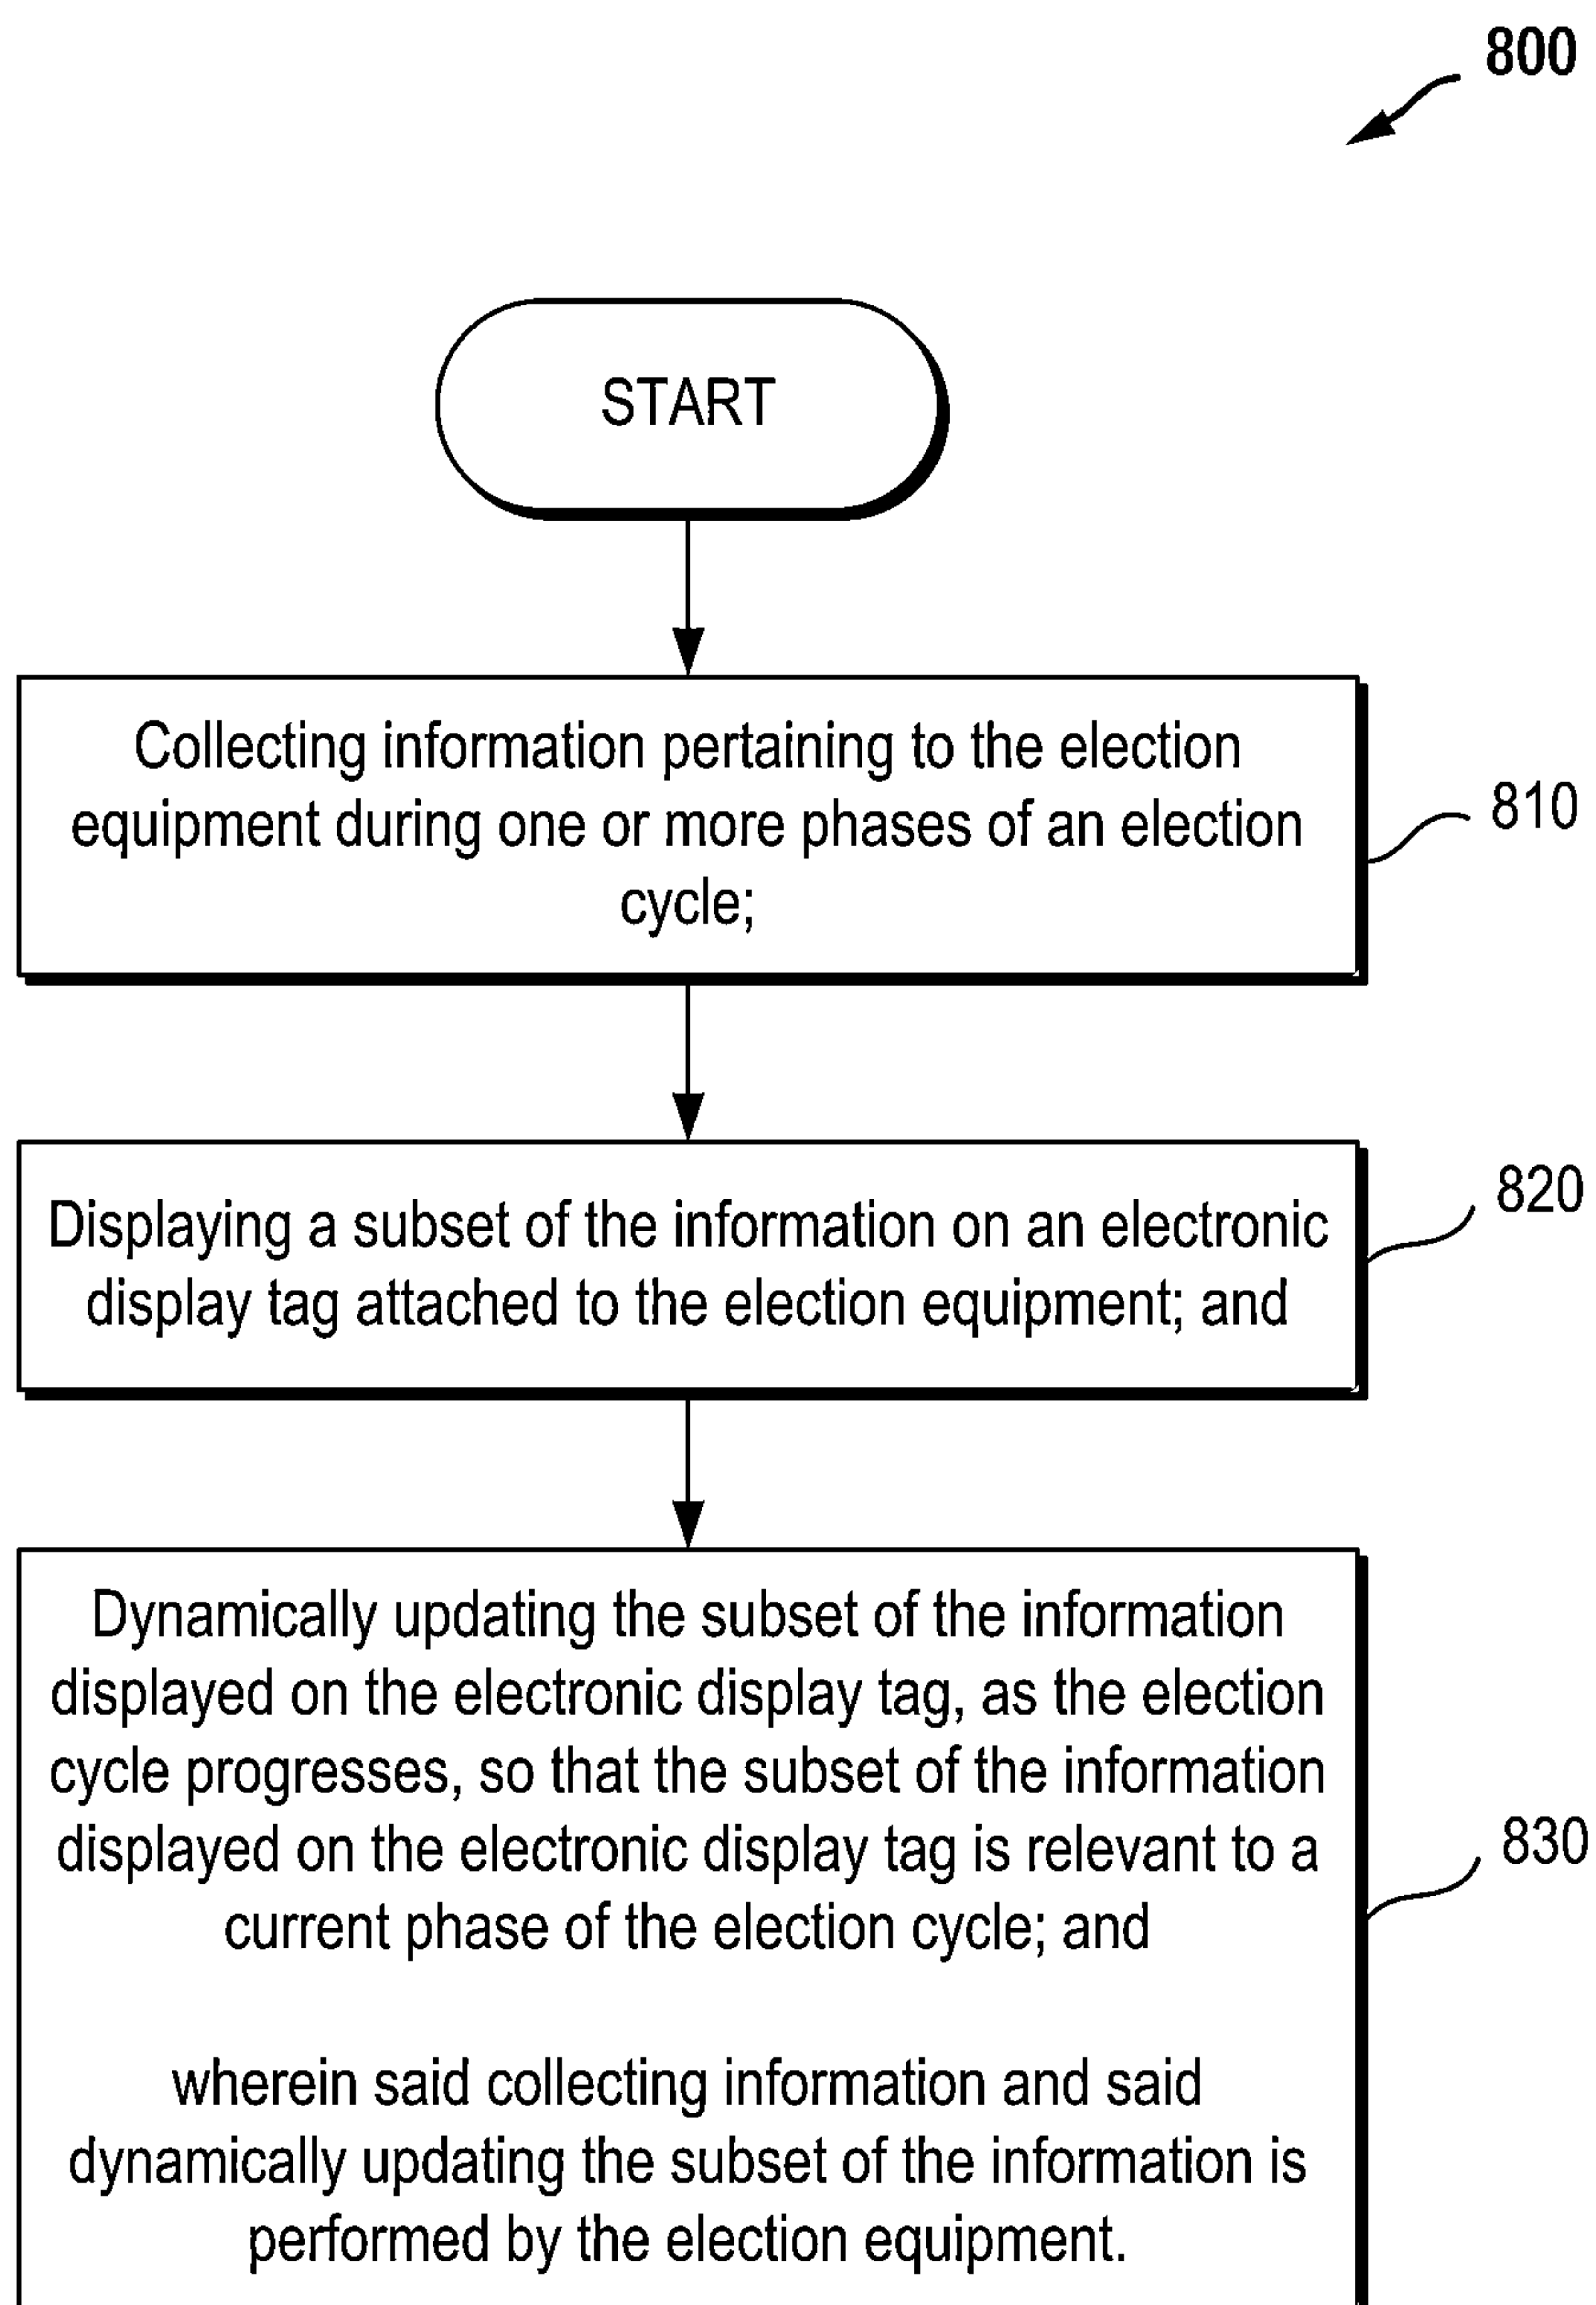 800
START
Collecting information pertaining to the election
equipment during one or more phases of an election
cycle;
810
Displaying a subset of the information on an electronic
display tag attached to the election equipment; and
820
Dynamically updating the subset of the information
displayed on the electronic display tag, as the election
cycle progresses, so that the subset of the information
displayed on the electronic display tag is relevant to a
current phase of the election cycle; and
wherein said collecting information and said
dynamically updating the subset of the information is
performed by the election equipment.
830